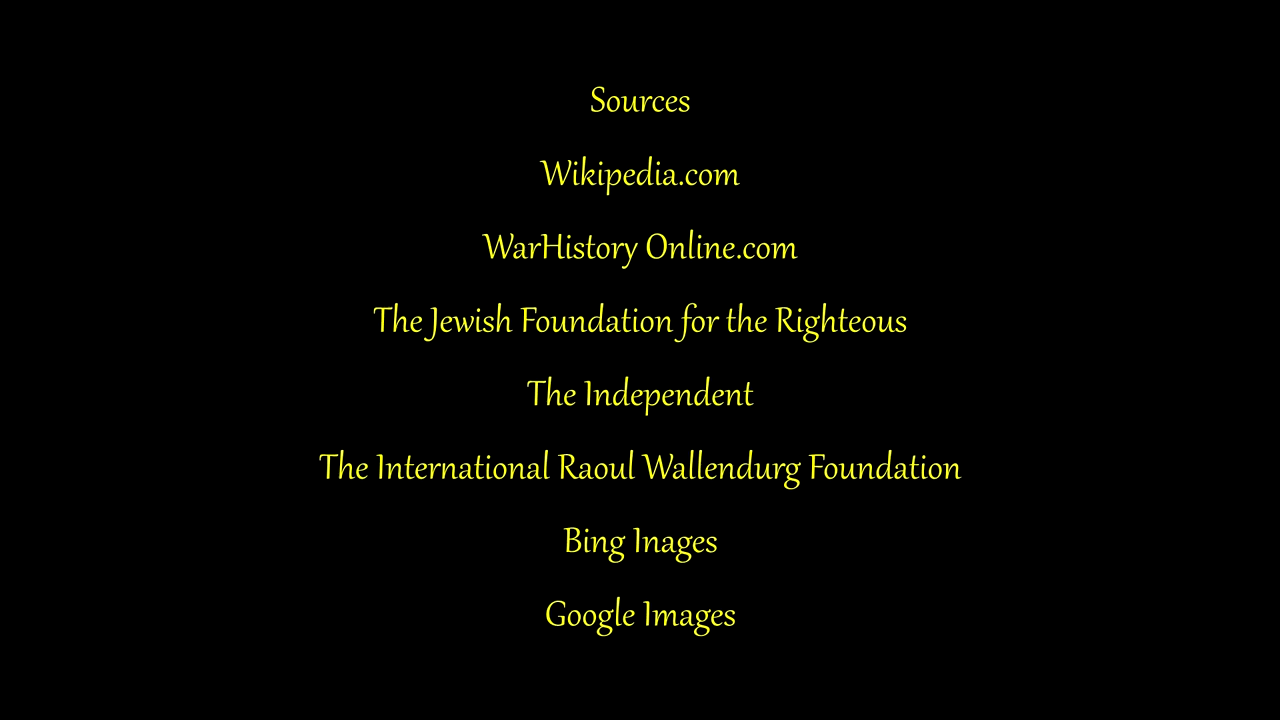 Sources
Wikipedia.com
WarHistory Online.com
The Jewish Foundation for the Righteous
The Independent
The International Raoul Wallendurg Foundation
Bing Inages
Google Images